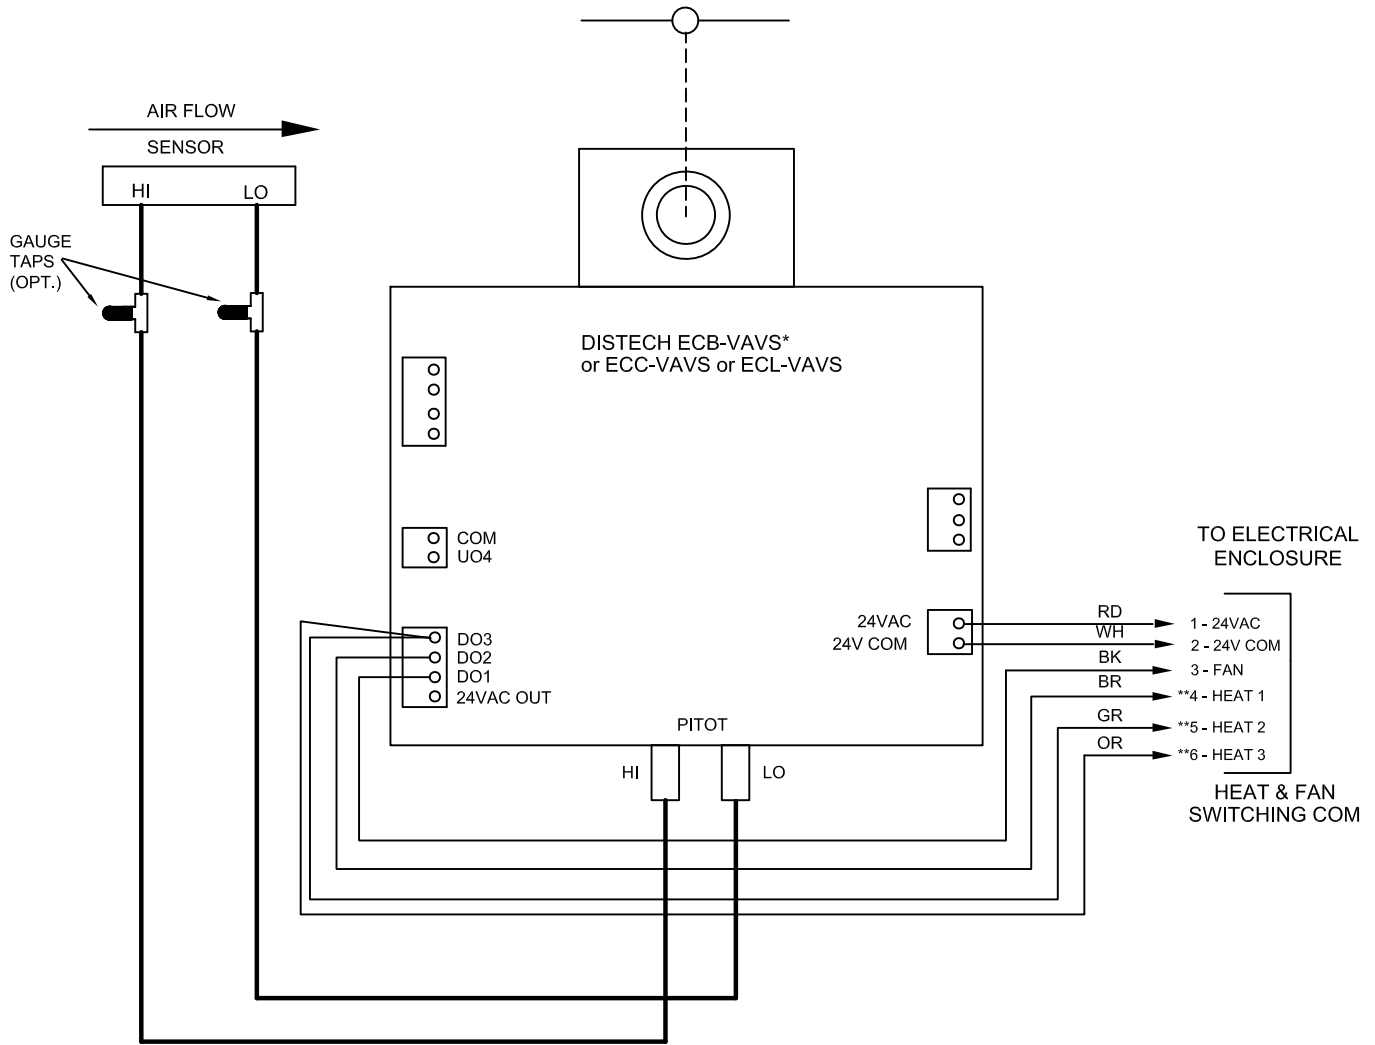 AIR FLOW
SENSOR
HI
LO
GAUGE
TAPS
(OPT.)
DISTECH ECB-VAVS*
or ECC-VAVS or ECL-VAVS
COM
UO4
DO3
DO2
DO1
24VAC OUT
24VAC
24V COM
PITOT
HI
LO
RD
WH
BK
BR
GR
OR
TO ELECTRICAL
ENCLOSURE
1 - 24VAC
2 - 24V COM
3 - FAN
**4 - HEAT 1
**5 - HEAT 2
**6 - HEAT 3
HEAT & FAN
SWITCHING COM